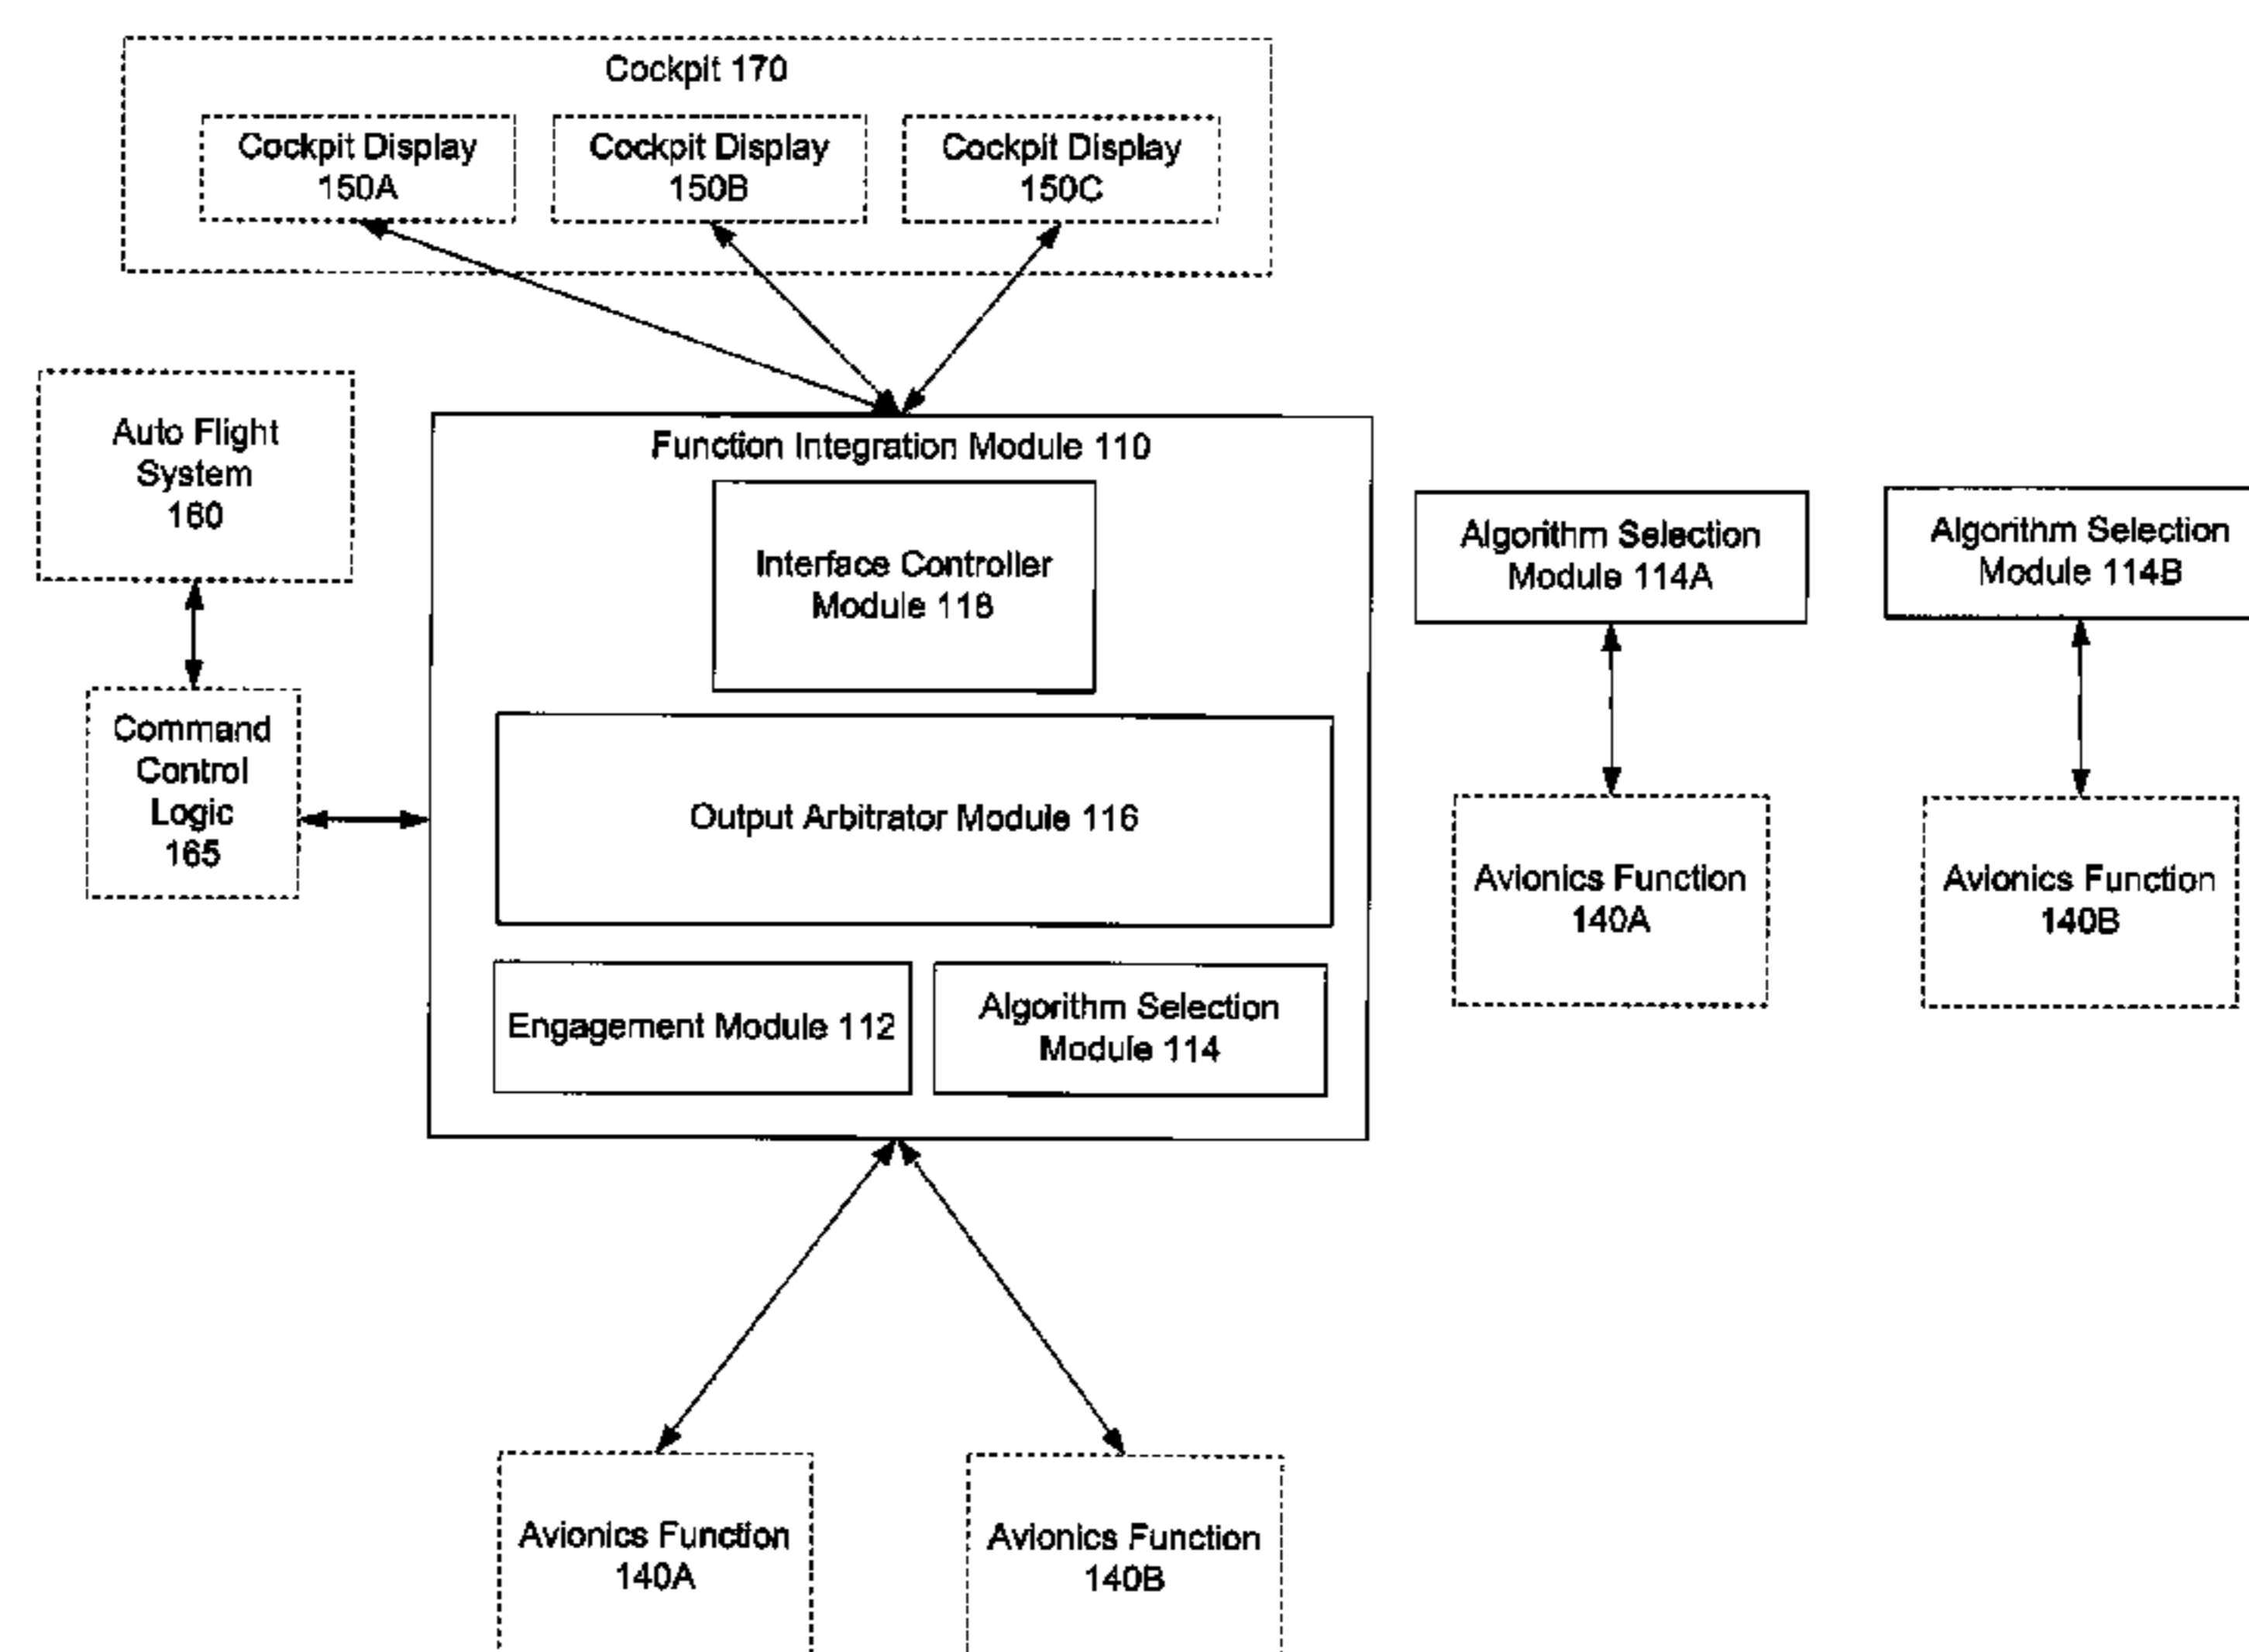 Cockpit 170
Cockpit Display
150A
Cockpit Display
150B
Cockpit Display
150C
Auto Flight
System
160
Command
Control
Logic
165
Function Integration Module 110
Interface Controller
Module 118
Output Arbitrator Module 116
Engagement Module 112
Algorithm Selection
Module 114
Algorithm Selection
Module 114A
Algorithm Selection
Module 114B
Avionics Function
140A
Avionics Function
140B
Avionics Function
140A
Avionics Function
140B